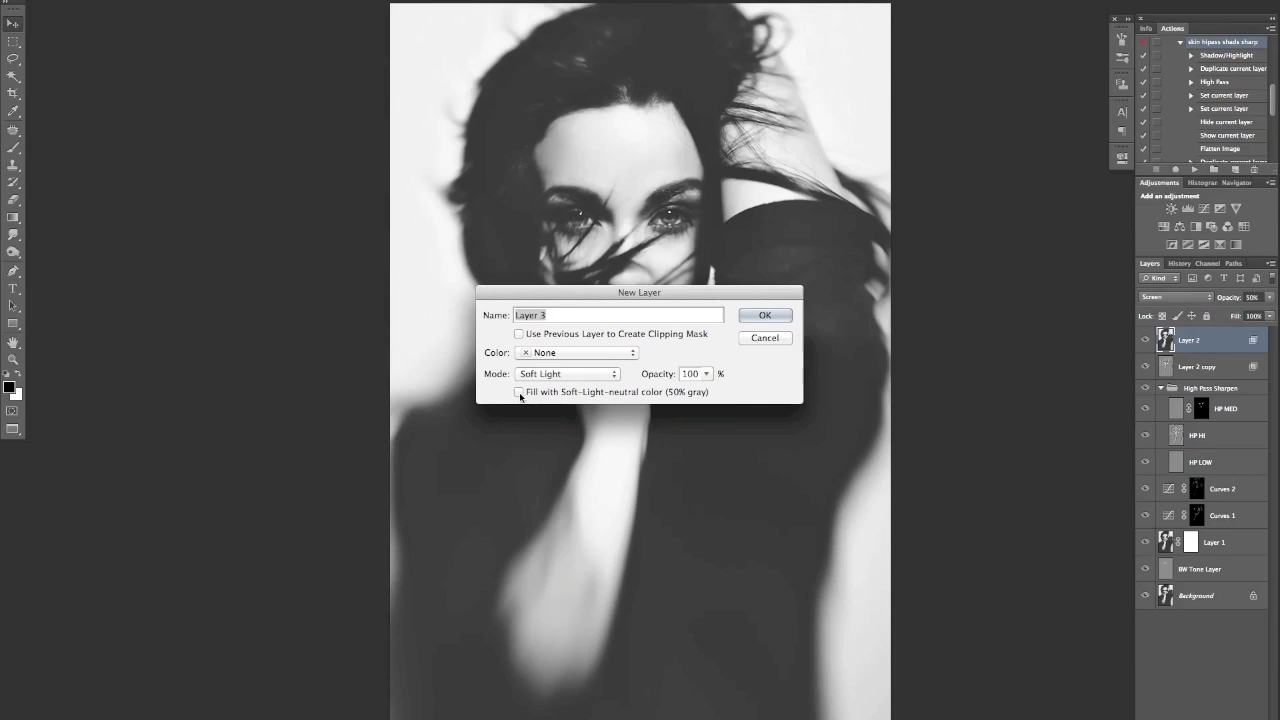 Info Actions
skin hipass shads sharp
Shadow/Highlight
Duplicate current layer
High Pass
Set current layer
Set current layer
Hide current layer
Show current layer
Flatten Image
Adjustments Histogram Navigator
Add an adjustment
Layers History Channel Paths
Kind
Screen Opacity: 50%
Lock: Fill: 100%
Layer 2
Layer 2 copy
High Pass Sharpen
HP MED
HP HI
HP LOW
Curves 2
Curves 1
Layer 1
BW Tone Layer
Background
New Layer
Name: Layer 3
OK
Use Previous Layer to Create Clipping Mask
Cancel
Color: None
Mode: Soft Light Opacity: 100 %
Fill with Soft-Light-neutral color (50% gray)
A
T